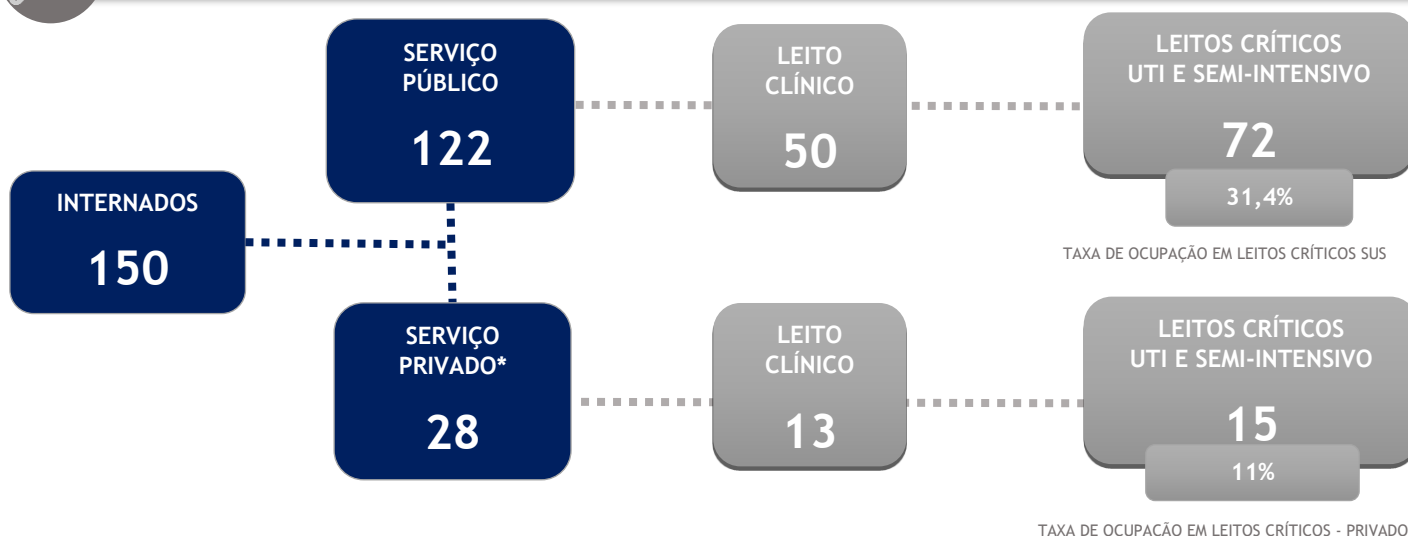 INTERNADOS
150
SERVIÇO
PÚBLICO
122
LEITO
CLÍNICO
50
LEITOS CRÍTICOS
UTI E SEMI-INTENSIVO
72
31,4%
TAXA DE OCUPAÇÃO EM LEITOS CRÍTICOS SUS
SERVIÇO
PRIVADO*
28
LEITO
CLÍNICO
13
LEITOS CRÍTICOS
UTI E SEMI-INTENSIVO
15
11%
TAXA DE OCUPAÇÃO EM LEITOS CRÍTICOS - PRIVADO